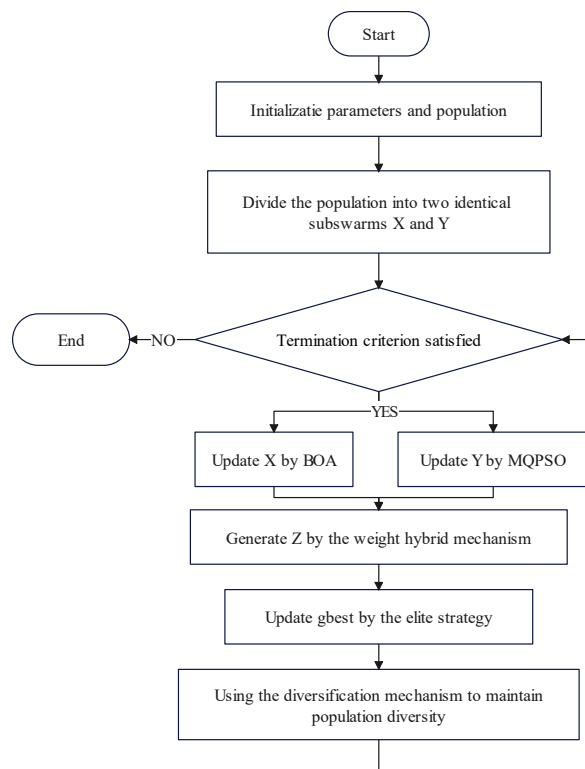 Start
Initializatie parameters and population
Divide the population into two identical
subswarms X and Y
Termination criterion satisfied
NO
End
YES
Update X by BOA
Update Y by MQPSO
Generate Z by the weight hybrid mechanism
Update gbest by the elite strategy
Using the diversification mechanism to maintain
population diversity